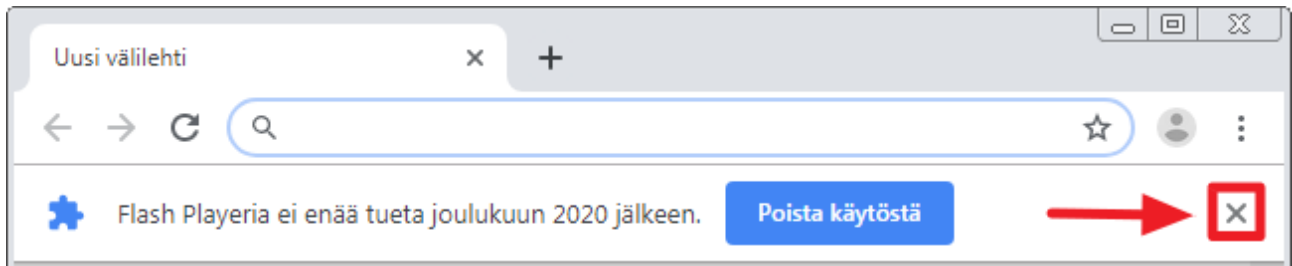 Uusi välilehti
Flash Playeria ei enää tueta joulukuun 2020 jälkeen. Poista käytöstä